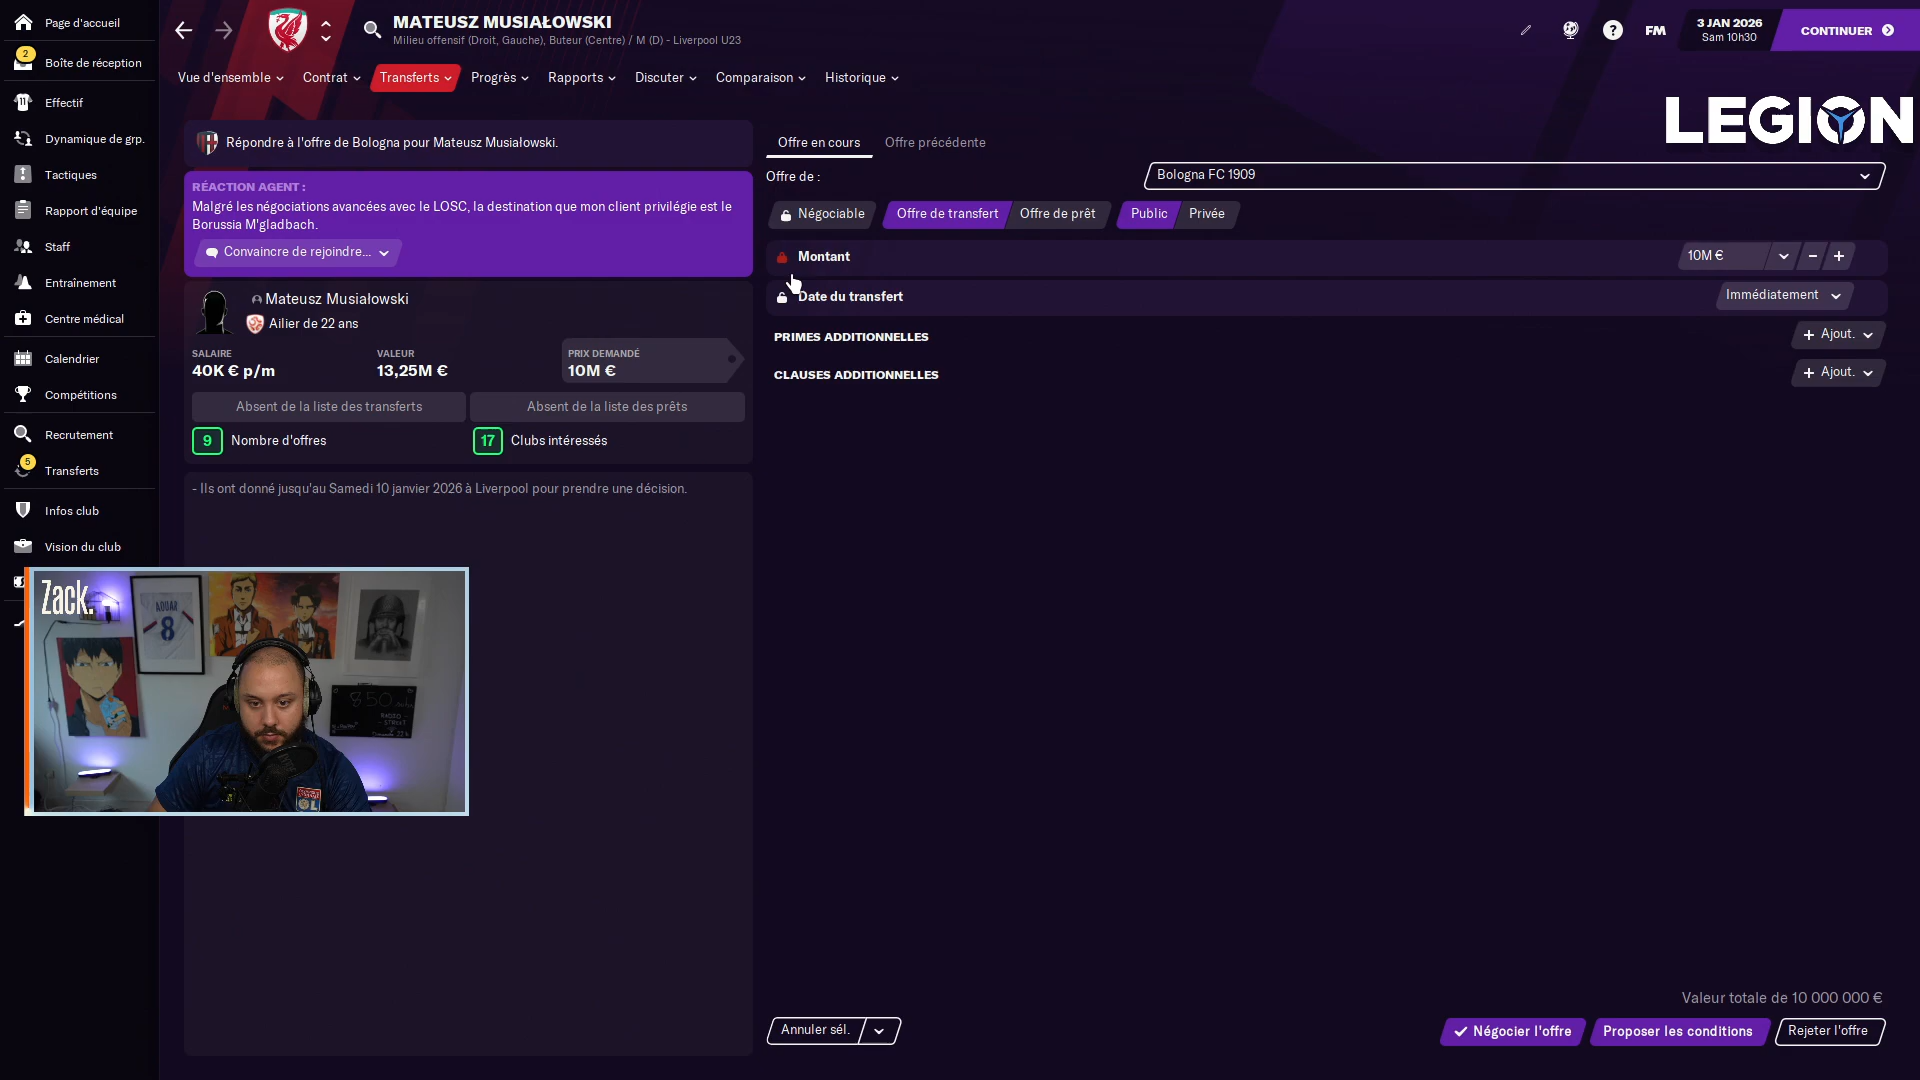 Page d'accueil
2
Boîte de réception
Effectif
Dynamique de grp.
Tactiques
Rapport d'équipe
Staff
Entraînement
Centre médical
Calendrier
Compétitions
Recrutement
5
Transferts
Infos club
Vision du club
MATEUSZ MUSIAŁOWSKI
Milieu offensif (Droit, Gauche), Buteur (Centre) / M (D) - Liverpool U23
FM
3 JAN 2026
Sam 10h30
CONTINUER
Vue d'ensemble
Contrat
Transferts
Progrès
Rapports
Discuter
Comparaison
Historique
LEGION
Répondre à l'offre de Bologna pour Mateusz Musiałowski.
RÉACTION AGENT :
Malgré les négociations avancées avec le LOSC, la destination que mon client privilégie est le
Borussia M'gladbach.
Convaincre de rejoindre...
Mateusz Musiałowski
Ailier de 22 ans
SALAIRE
40K € p/m
VALEUR
13,25M €
PRIX DEMANDÉ
10M €
Absent de la liste des transferts
Absent de la liste des prêts
9 Nombre d'offres
17 Clubs intéressés
- Ils ont donné jusqu'au Samedi 10 janvier 2026 à Liverpool pour prendre une décision.
Offre en cours
Offre précédente
Offre de :
Bologna FC 1909
Négociable
Offre de transfert
Offre de prêt
Public
Privée
Montant
10M €
Date du transfert
Immédiatement
PRIMES ADDITIONNELLES
Ajout.
CLAUSES ADDITIONNELLES
Ajout.
Zack.
AOUAR
8
850
OL
Valeur totale de 10 000 000 €
Annuler sél.
Négocier l'offre
Proposer les conditions
Rejeter l'offre